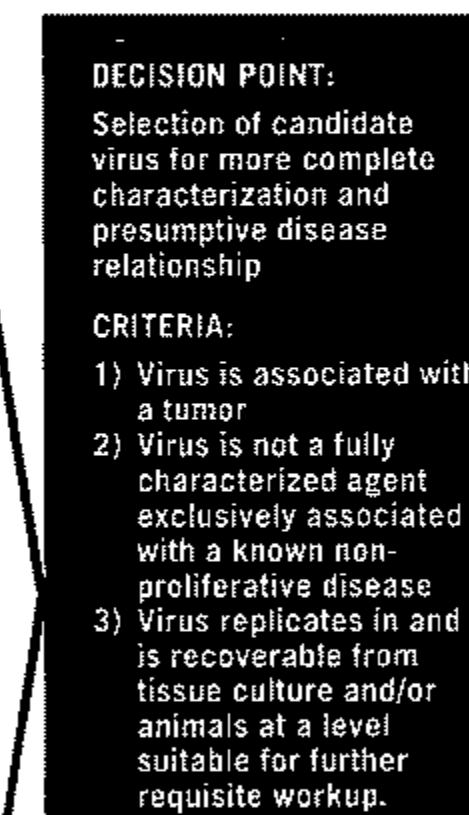 DECISION POINT:
Selection of candidate
virus for more complete
characterization and
presumptive disease
relationship
CRITERIA:
1) Virus is associated with
a tumor
2) Virus is not a fully
characterized agent
exclusively associated
with a known non-
proliferative disease
3) Virus replicates in and
is recoverable from
tissue culture and/or
animals at a level
suitable for further
requisite workup.